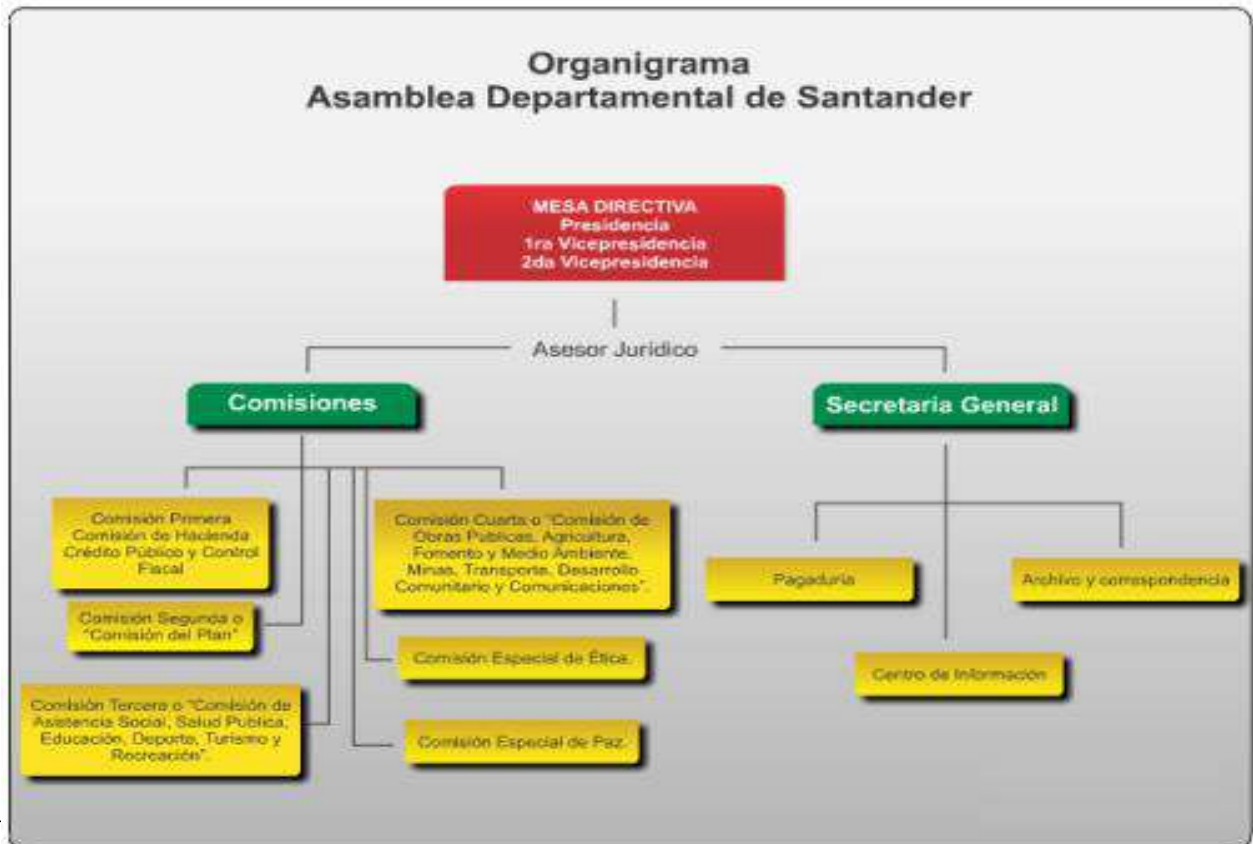 Organigrama
Asamblea Departamental de Santander
MESA DIRECTIVA
Presidencia
1ra Vicepresidencia
2da Vicepresidencia
Asesor Jurídico
Comisiones
Secretaria General
Comisión Primera
Comisión de Hacienda
Crédito Público y Control
Fiscal
Comisión Segunda o
"Comisión del Plan"
Comisión Tercera o "Comisión de
Asistencia Social, Salud Publica,
Educación, Deporte, Turismo y
Recreación".
Comisión Cuarta o "Comisión de
Obras Públicas, Agricultura,
Fomento y Medio Ambiente,
Minas, Transporte, Desarrollo
Comunitario y Comunicaciones".
Comisión Especial de Ética.
Comisión Especial de Paz.
Pagaduría
Archivo y correspondencia
Centro de Información